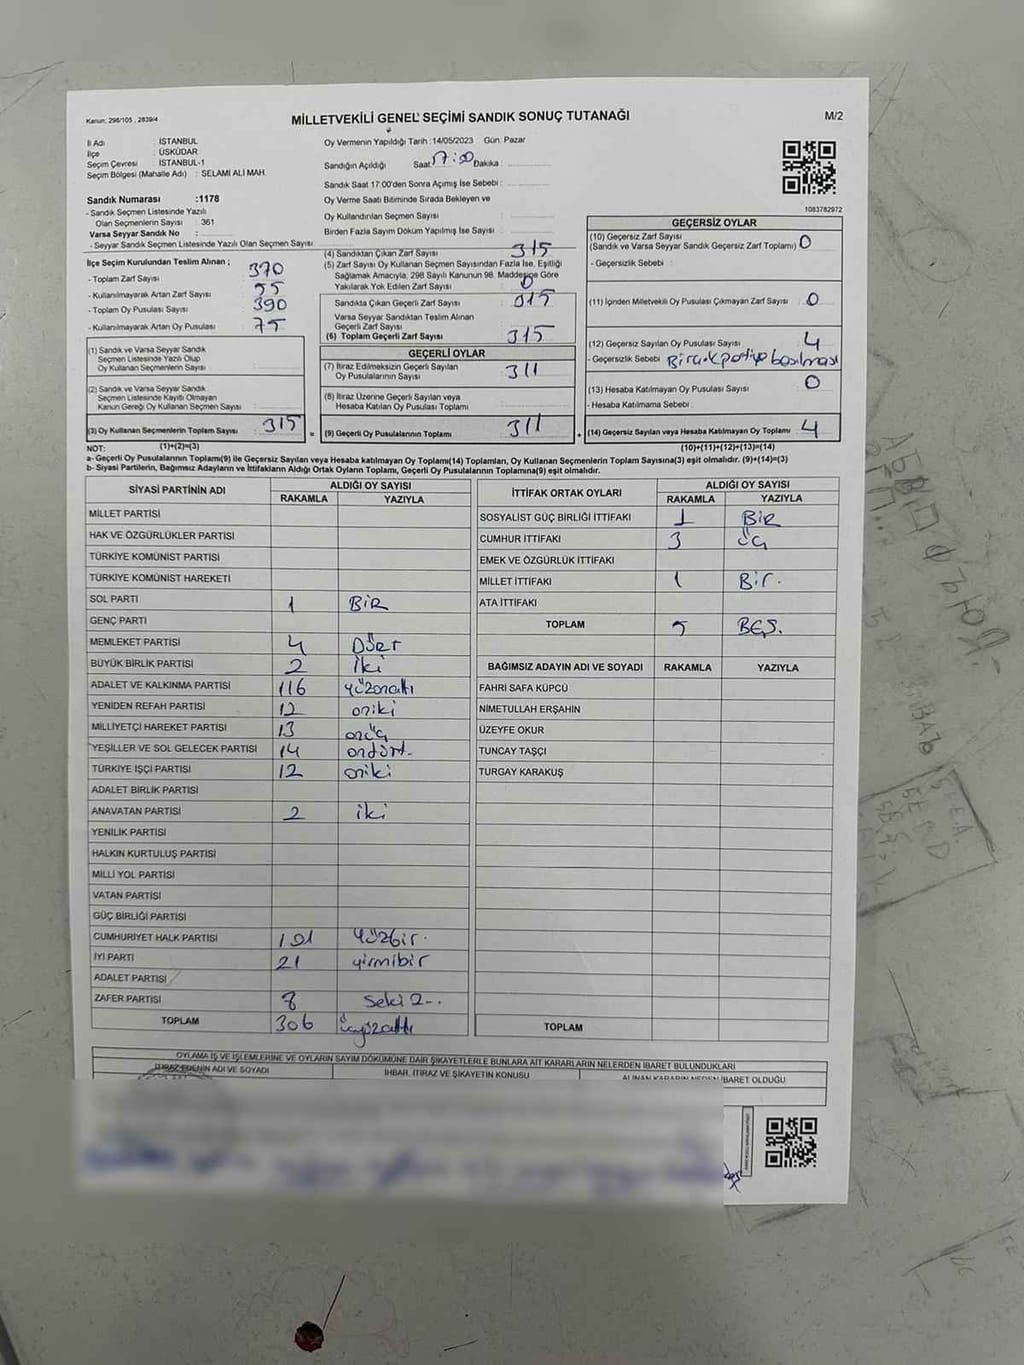 Kanun: 298/105, 2839/4
MİLLETVEKİLİ GENEL SEÇİMİ SANDIK SONUÇ TUTANAĞI
M/2
İl Adı : İSTANBUL
İlçe : ÜSKÜDAR
Seçim Çevresi : İSTANBUL-1
Seçim Bölgesi (Mahalle Adı) : SELAMİ ALİ MAH.
Sandık Numarası :1178
- Sandık Seçmen Listesinde Yazılı
Olan Seçmenlerin Sayısı : 361
Varsa Seyyar Sandık No :
- Seyyar Sandık Seçmen Listesinde Yazılı Olan Seçmen Sayısı
Oy Vermenin Yapıldığı Tarih :14/05/2023 Gün: Pazar
Sandığın Açıldığı Saat: 17:00 Dakika :
Sandık Saat 17:00'den Sonra Açımış İse Sebebi :
Oy Verme Saati Bitiminde Sırada Bekleyen ve
Oy Kullandırılan Seçmen Sayısı :
Birden Fazla Sayım Döküm Yapılmış İse Sayısı :
1083782972
İlçe Seçim Kurulundan Teslim Alınan ;
- Toplam Zarf Sayısı 370
- Kullanılmayarak Artan Zarf Sayısı 55
- Toplam Oy Pusulası Sayısı 390
- Kullanılmayarak Artan Oy Pusulası 75
(1) Sandık ve Varsa Seyyar Sandık
Seçmen Listesinde Yazılı Olup
Oy Kullanan Seçmenlerin Sayısı :
(2) Sandık ve Varsa Seyyar Sandık
Seçmen Listesinde Kayıtlı Olmayan
Kanun Gereği Oy Kullanan Seçmen Sayısı :
(3) Oy Kullanan Seçmenlerin Toplam Sayısı : 315
(4) Sandıktan Çıkan Zarf Sayısı : 315
(5) Zarf Sayısı Oy Kullanan Seçmen Sayısından Fazla İse, Eşitliği
Sağlamak Amacıyla, 298 Sayılı Kanunun 98. Maddesine Göre
Yakılarak Yok Edilen Zarf Sayısı : 0
Sandıkta Çıkan Geçerli Zarf Sayısı 315
Varsa Seyyar Sandıktan Teslim Alınan
Geçerli Zarf Sayısı
(6) Toplam Geçerli Zarf Sayısı : 315
GEÇERLİ OYLAR
(7) İtiraz Edilmeksizin Geçerli Sayılan
Oy Pusulalarının Sayısı : 311
(8) İtiraz Üzerine Geçerli Sayılan veya
Hesaba Katılan Oy Pusulası Toplamı
= (9) Geçerli Oy Pusulalarının Toplamı : 311
GEÇERSİZ OYLAR
(10) Geçersiz Zarf Sayısı
(Sandık ve Varsa Seyyar Sandık Geçersiz Zarf Toplamı) 0
- Geçersizlik Sebebi :
(11) İçinden Milletvekili Oy Pusulası Çıkmayan Zarf Sayısı : 0
(12) Geçersiz Sayılan Oy Pusulası Sayısı : 4
- Geçersizlik Sebebi : basılması
(13) Hesaba Katılmayan Oy Pusulası Sayısı : 0
- Hesaba Katılmama Sebebi :
+ (14) Geçersiz Sayılan veya Hesaba Katılmayan Oy Toplamı : 4
NOT: (1)+(2)=(3)
(10)+(11)+(12)+(13)=(14)
a- Geçerli Oy Pusulasının Toplamı(9) ile Geçersiz Sayılan veya Hesaba katılmayan Oy Toplamı(14) Toplamları, Oy Kullanan Seçmenlerin Toplam Sayısına(3) eşit olmalıdır. (9)+(14)=(3)
b- Siyasi Partilerin, Bağımsız Adayların ve İttifakların Aldığı Ortak Oyların Toplamı, Geçerli Oy Pusulalarının Toplamına(9) eşit olmalıdır.
SİYASİ PARTİNİN ADI ALDIĞI OY SAYISI
RAKAMLA YAZIYLA
MİLLET PARTİSİ
HAK VE ÖZGÜRLÜKLER PARTİSİ
TÜRKİYE KOMÜNİST PARTİSİ
TÜRKİYE KOMÜNİST HAREKETİ
SOL PARTİ 1 BİR
GENÇ PARTİ
MEMLEKET PARTİSİ 4 DÖRT
BÜYÜK BİRLİK PARTİSİ 2 İki
ADALET VE KALKINMA PARTİSİ 116 yüzonaltı
YENİDEN REFAH PARTİSİ 12 oniki
MİLLİYETÇİ HAREKET PARTİSİ 13 onüç
YEŞİLLER VE SOL GELECEK PARTİSİ 14 ondört
TÜRKİYE İŞÇİ PARTİSİ 12 oniki
ADALET BİRLİK PARTİSİ
ANAVATAN PARTİSİ 2 iki
YENİLİK PARTİSİ
HALKIN KURTULUŞ PARTİSİ
MİLLİ YOL PARTİSİ
VATAN PARTİSİ
GÜÇ BİRLİĞİ PARTİSİ
CUMHURİYET HALK PARTİSİ 101 Yüzbir.
İYİ PARTİ 21 yirmibir
ADALET PARTİSİ
ZAFER PARTİSİ 8 Sekiz
TOPLAM 306 üçyüzaltı
İTTİFAK ORTAK OYLARI ALDIĞI OY SAYISI
RAKAMLA YAZIYLA
SOSYALİST GÜÇ BİRLİĞİ İTTİFAKI 1 BİR
CUMHUR İTTİFAKI 3 üç
EMEK VE ÖZGÜRLÜK İTTİFAKI
MİLLET İTTİFAKI 1 Bir.
ATA İTTİFAKI
TOPLAM 5 BEŞ.
BAĞIMSIZ ADAYIN ADI VE SOYADI RAKAMLA YAZIYLA
FAHRİ SAFA KÜPCÜ
NİMETULLAH ERŞAHİN
ÜZEYFE OKUR
TUNCAY TAŞÇI
TURGAY KARAKUŞ
TOPLAM
OYLAMA İŞ VE İŞLEMLERİNE VE OYLARIN SAYIM DÖKÜMÜNE DAİR ŞİKAYETLERLE BUNLARA AİT KARARLARIN NELERDEN İBARET BULUNDUKLARI
İTİRAZ EDENİN ADI VE SOYADI İHBAR, İTİRAZ VE ŞİKAYETİN KONUSU ALINAN KARARIN NEDEN İBARET OLDUĞU